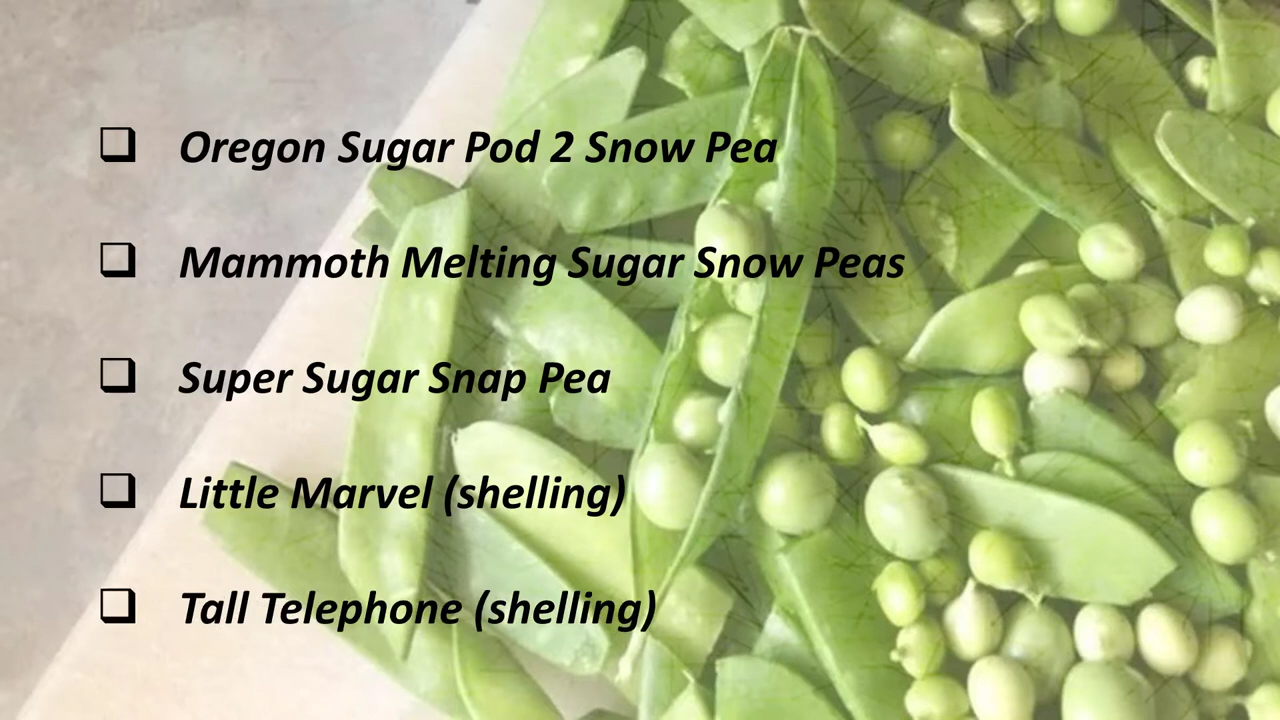 Oregon Sugar Pod 2 Snow Pea
Mammoth Melting Sugar Snow Peas
Super Sugar Snap Pea
Little Marvel (shelling)
Tall Telephone (shelling)